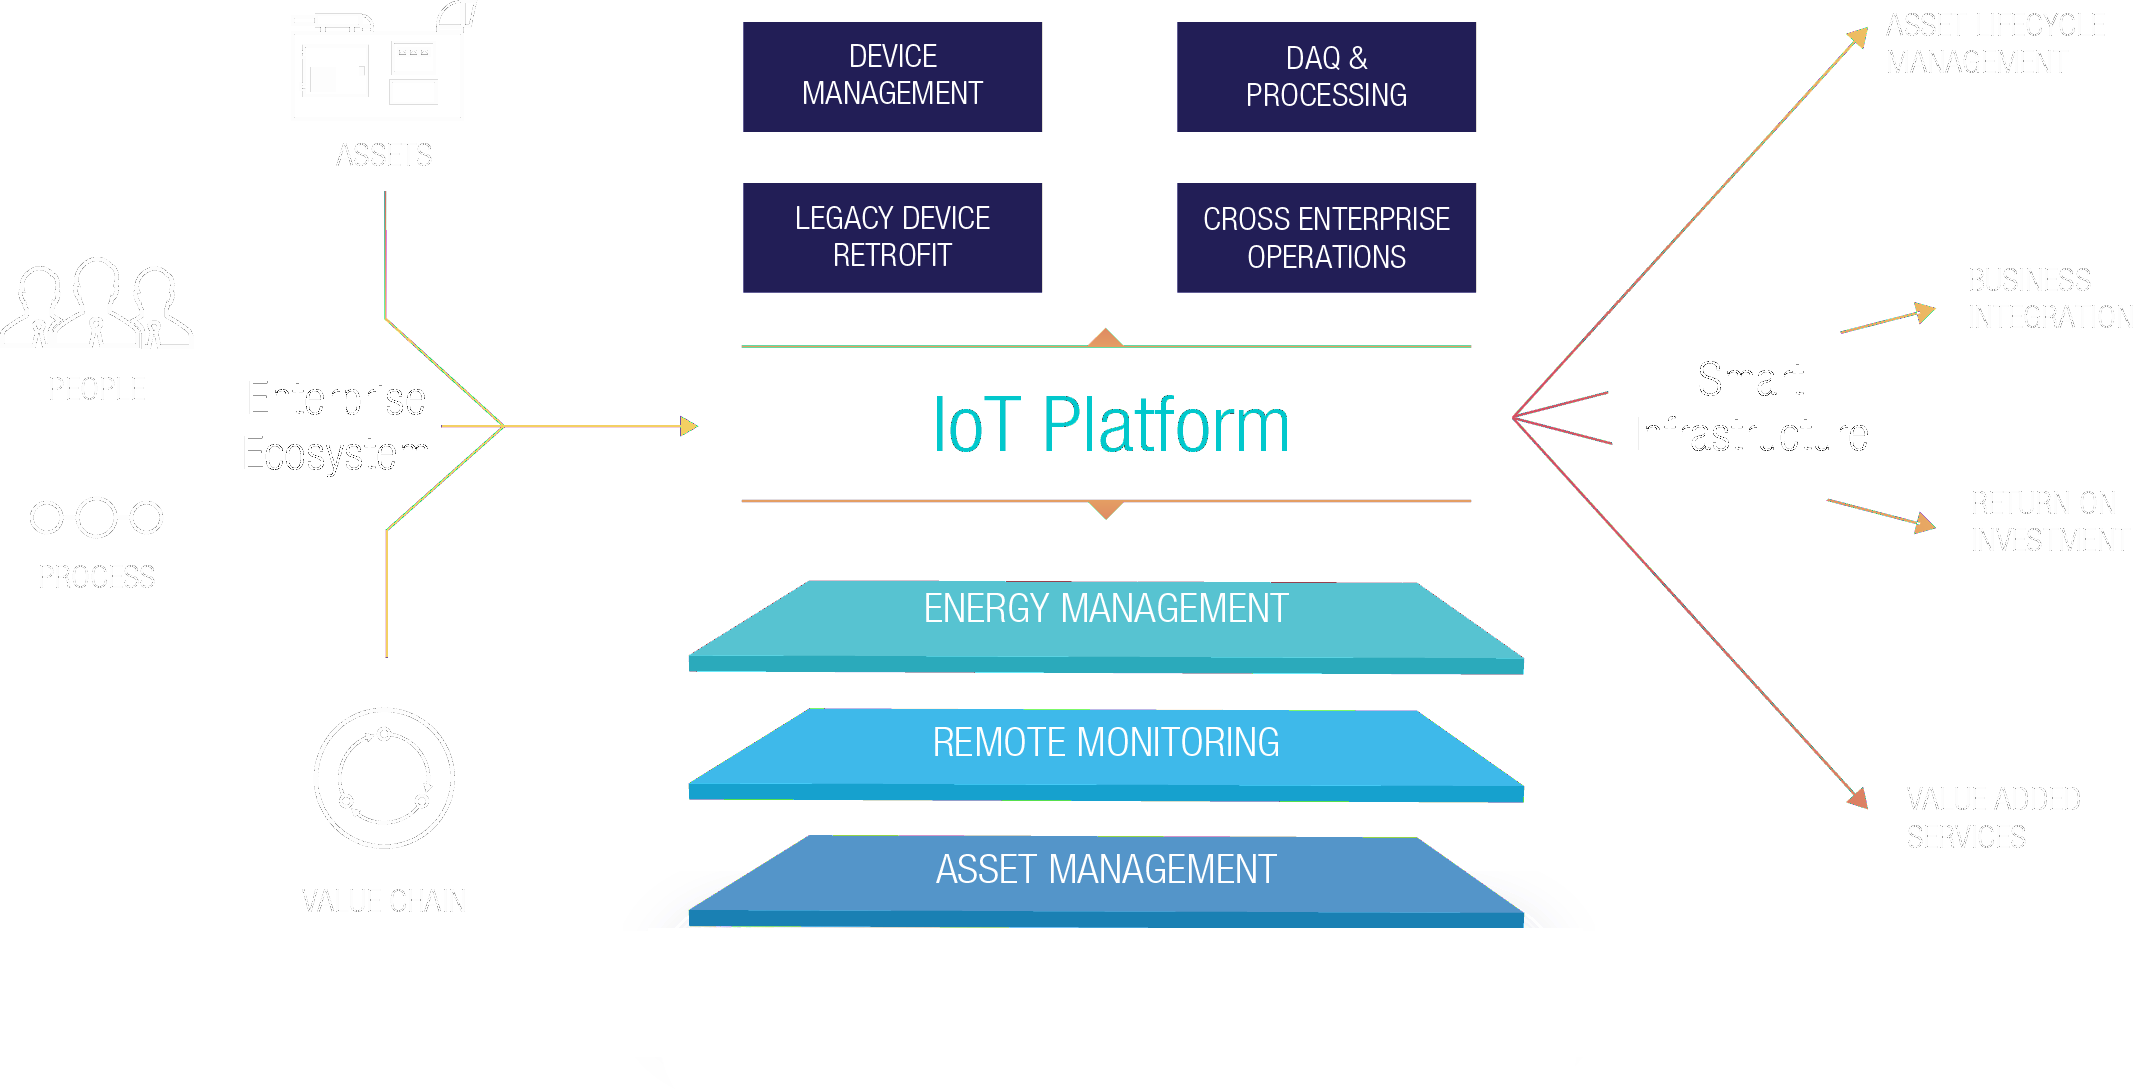 ASSETS
PEOPLE
Enterprise
Ecosystem
PROCESS
VALUE CHAIN
DEVICE
MANAGEMENT
DAQ &
PROCESSING
LEGACY DEVICE
RETROFIT
CROSS ENTERPRISE
OPERATIONS
IoT Platform
ENERGY MANAGEMENT
REMOTE MONITORING
ASSET MANAGEMENT
Smart
Infrastructure
ASSET LIFECYCLE
MANAGEMENT
BUSINESS
INTEGRATION
RETURN ON
INVESTMENT
VALUE ADDED
SERVICES